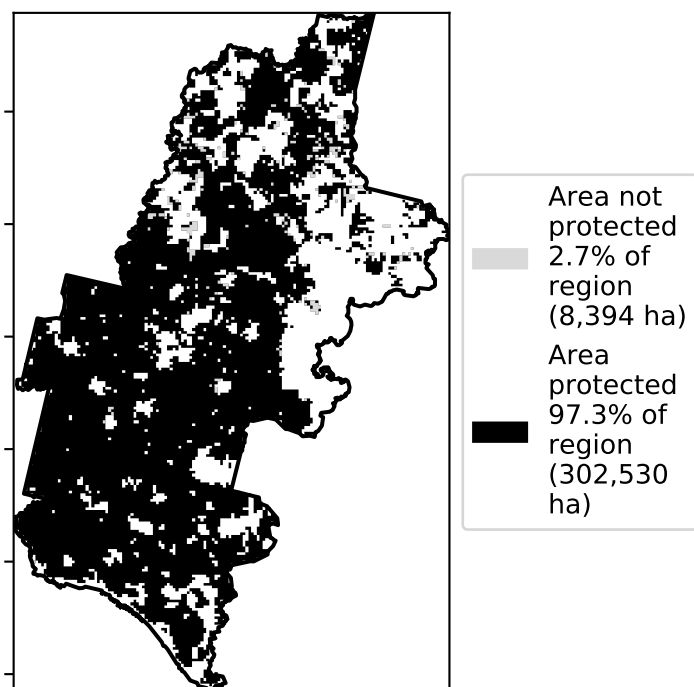 Area not
protected
2.7% of
region
(8,394 ha)
Area
protected
97.3% of
region
(302,530
ha)